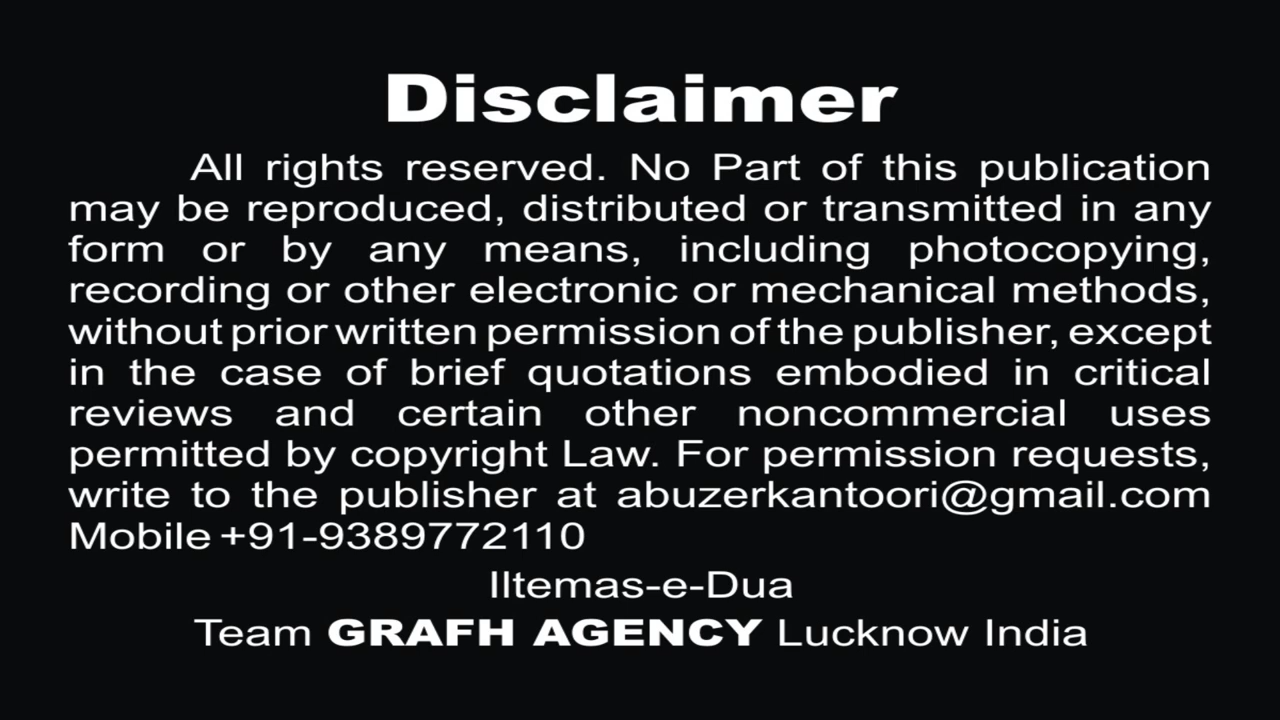 Disclaimer
All rights reserved. No Part of this publication
may be reproduced, distributed or transmitted in any
form or by any means, including photocopying,
recording or other electronic or mechanical methods,
without prior written permission of the publisher, except
in the case of brief quotations embodied in critical
reviews and certain other noncommercial uses
permitted by copyright Law. For permission requests,
write to the publisher at abuzerkantoori@gmail.com
Mobile +91-9389772110
IItemas-e-Dua
Team GRAFH AGENCY Lucknow India